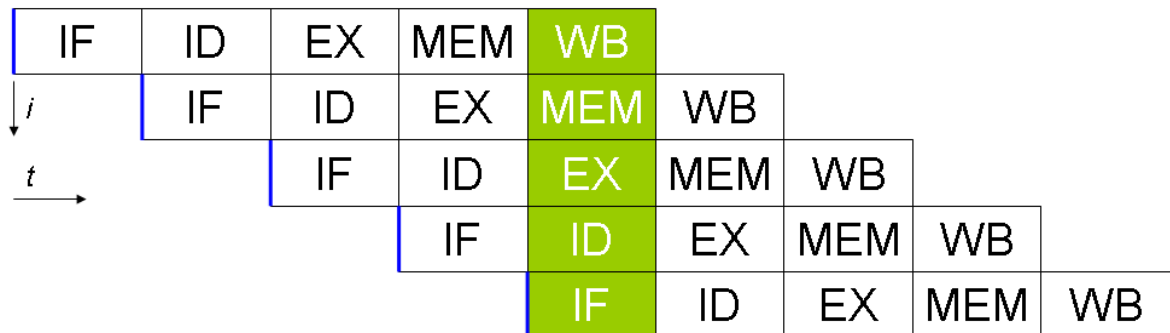 IF ID EX MEM WB
i IF ID EX MEM WB
t IF ID EX MEM WB
IF ID EX MEM WB
IF ID EX MEM WB